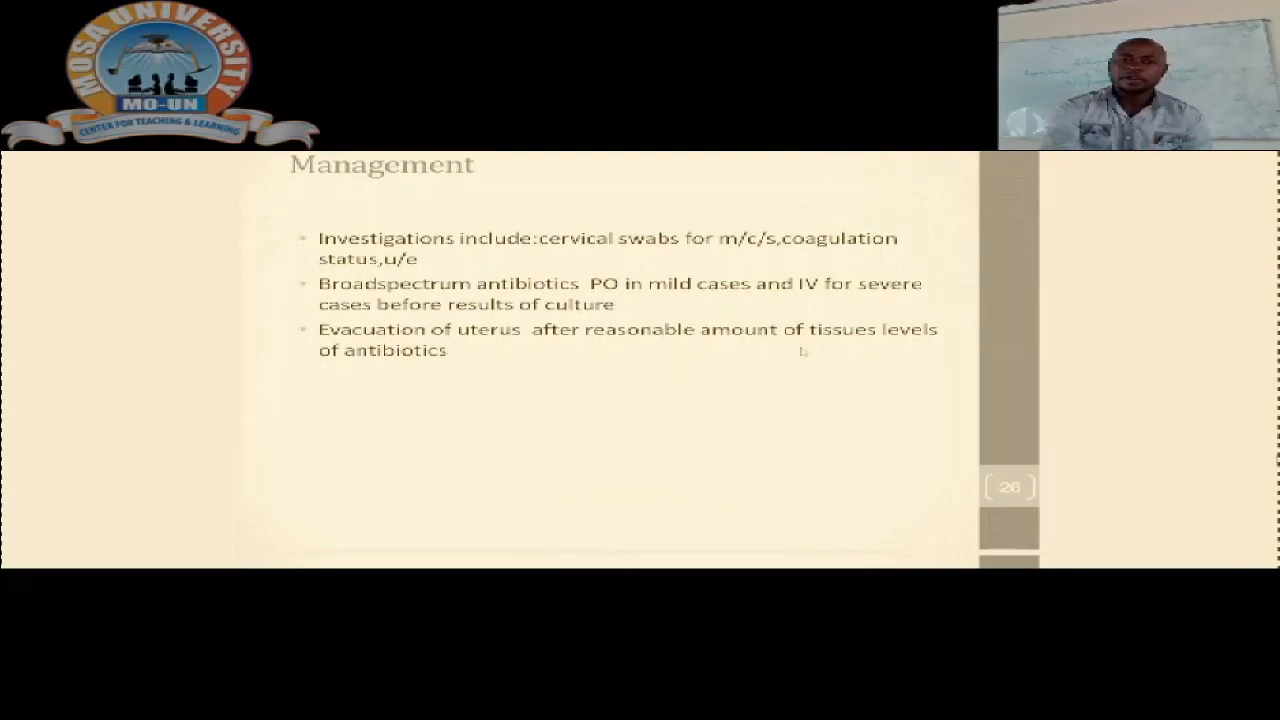 MOSA UNIVERSITY
MO-UN
CENTER FOR TEACHING & LEARNING
Management
• Investigations include:cervical swabs for m/c/s,coagulation
status,u/e
• Broadspectrum antibiotics PO in mild cases and IV for severe
cases before results of culture
• Evacuation of uterus after reasonable amount of tissues levels
of antibiotics
26